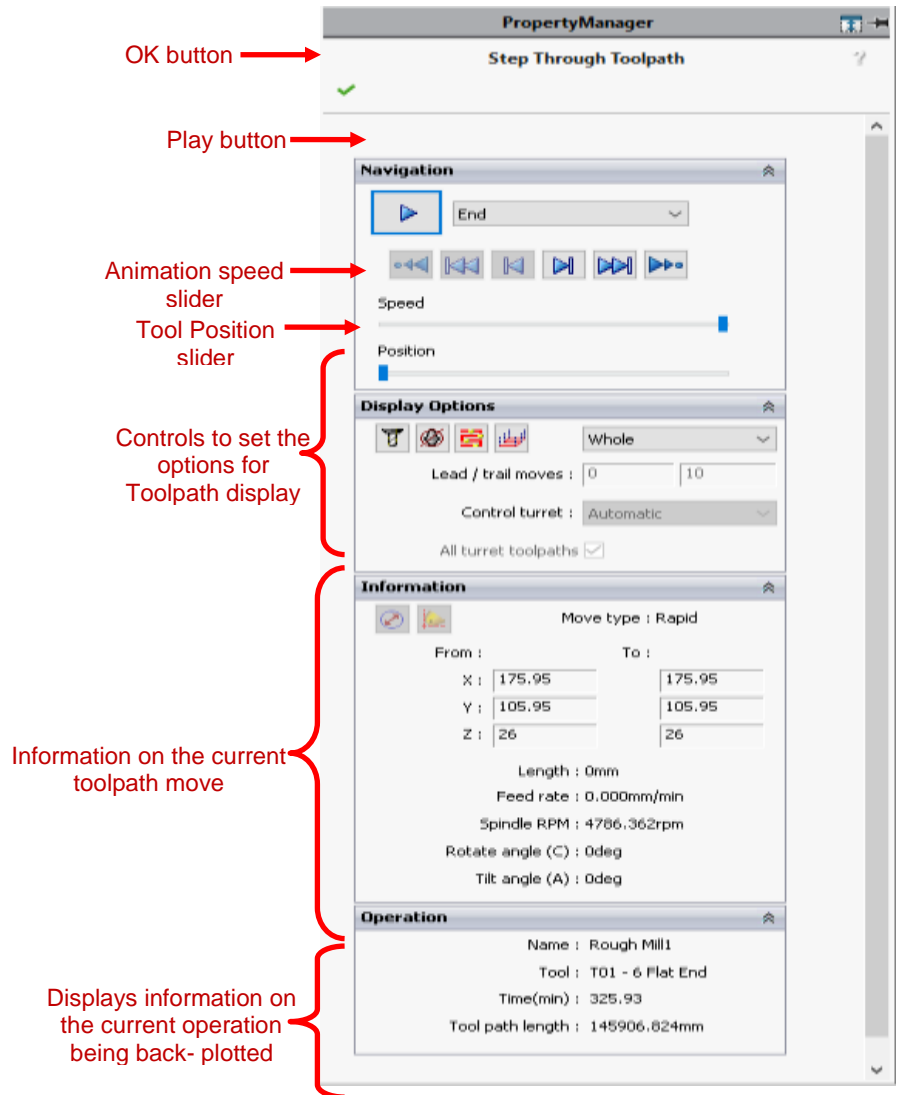 PropertyManager
OK button
Step Through Toolpath
?
Play button
Navigation
End
Animation speed
slider
Speed
Tool Position
slider
Position
Display Options
Controls to set the
options for
Toolpath display
Whole
Lead / trail moves : 0 10
Control turret : Automatic
All turret toolpaths
Information
Move type : Rapid
From : To :
X : 175.95 175.95
Y : 105.95 105.95
Z : 26 26
Information on the current
toolpath move
Length : 0mm
Feed rate : 0.000mm/min
Spindle RPM : 4786.362rpm
Rotate angle (C) : 0deg
Tilt angle (A) : 0deg
Operation
Name : Rough Mill1
Tool : T01 - 6 Flat End
Time(min) : 325.93
Tool path length : 145906.824mm
Displays information on
the current operation
being back- plotted